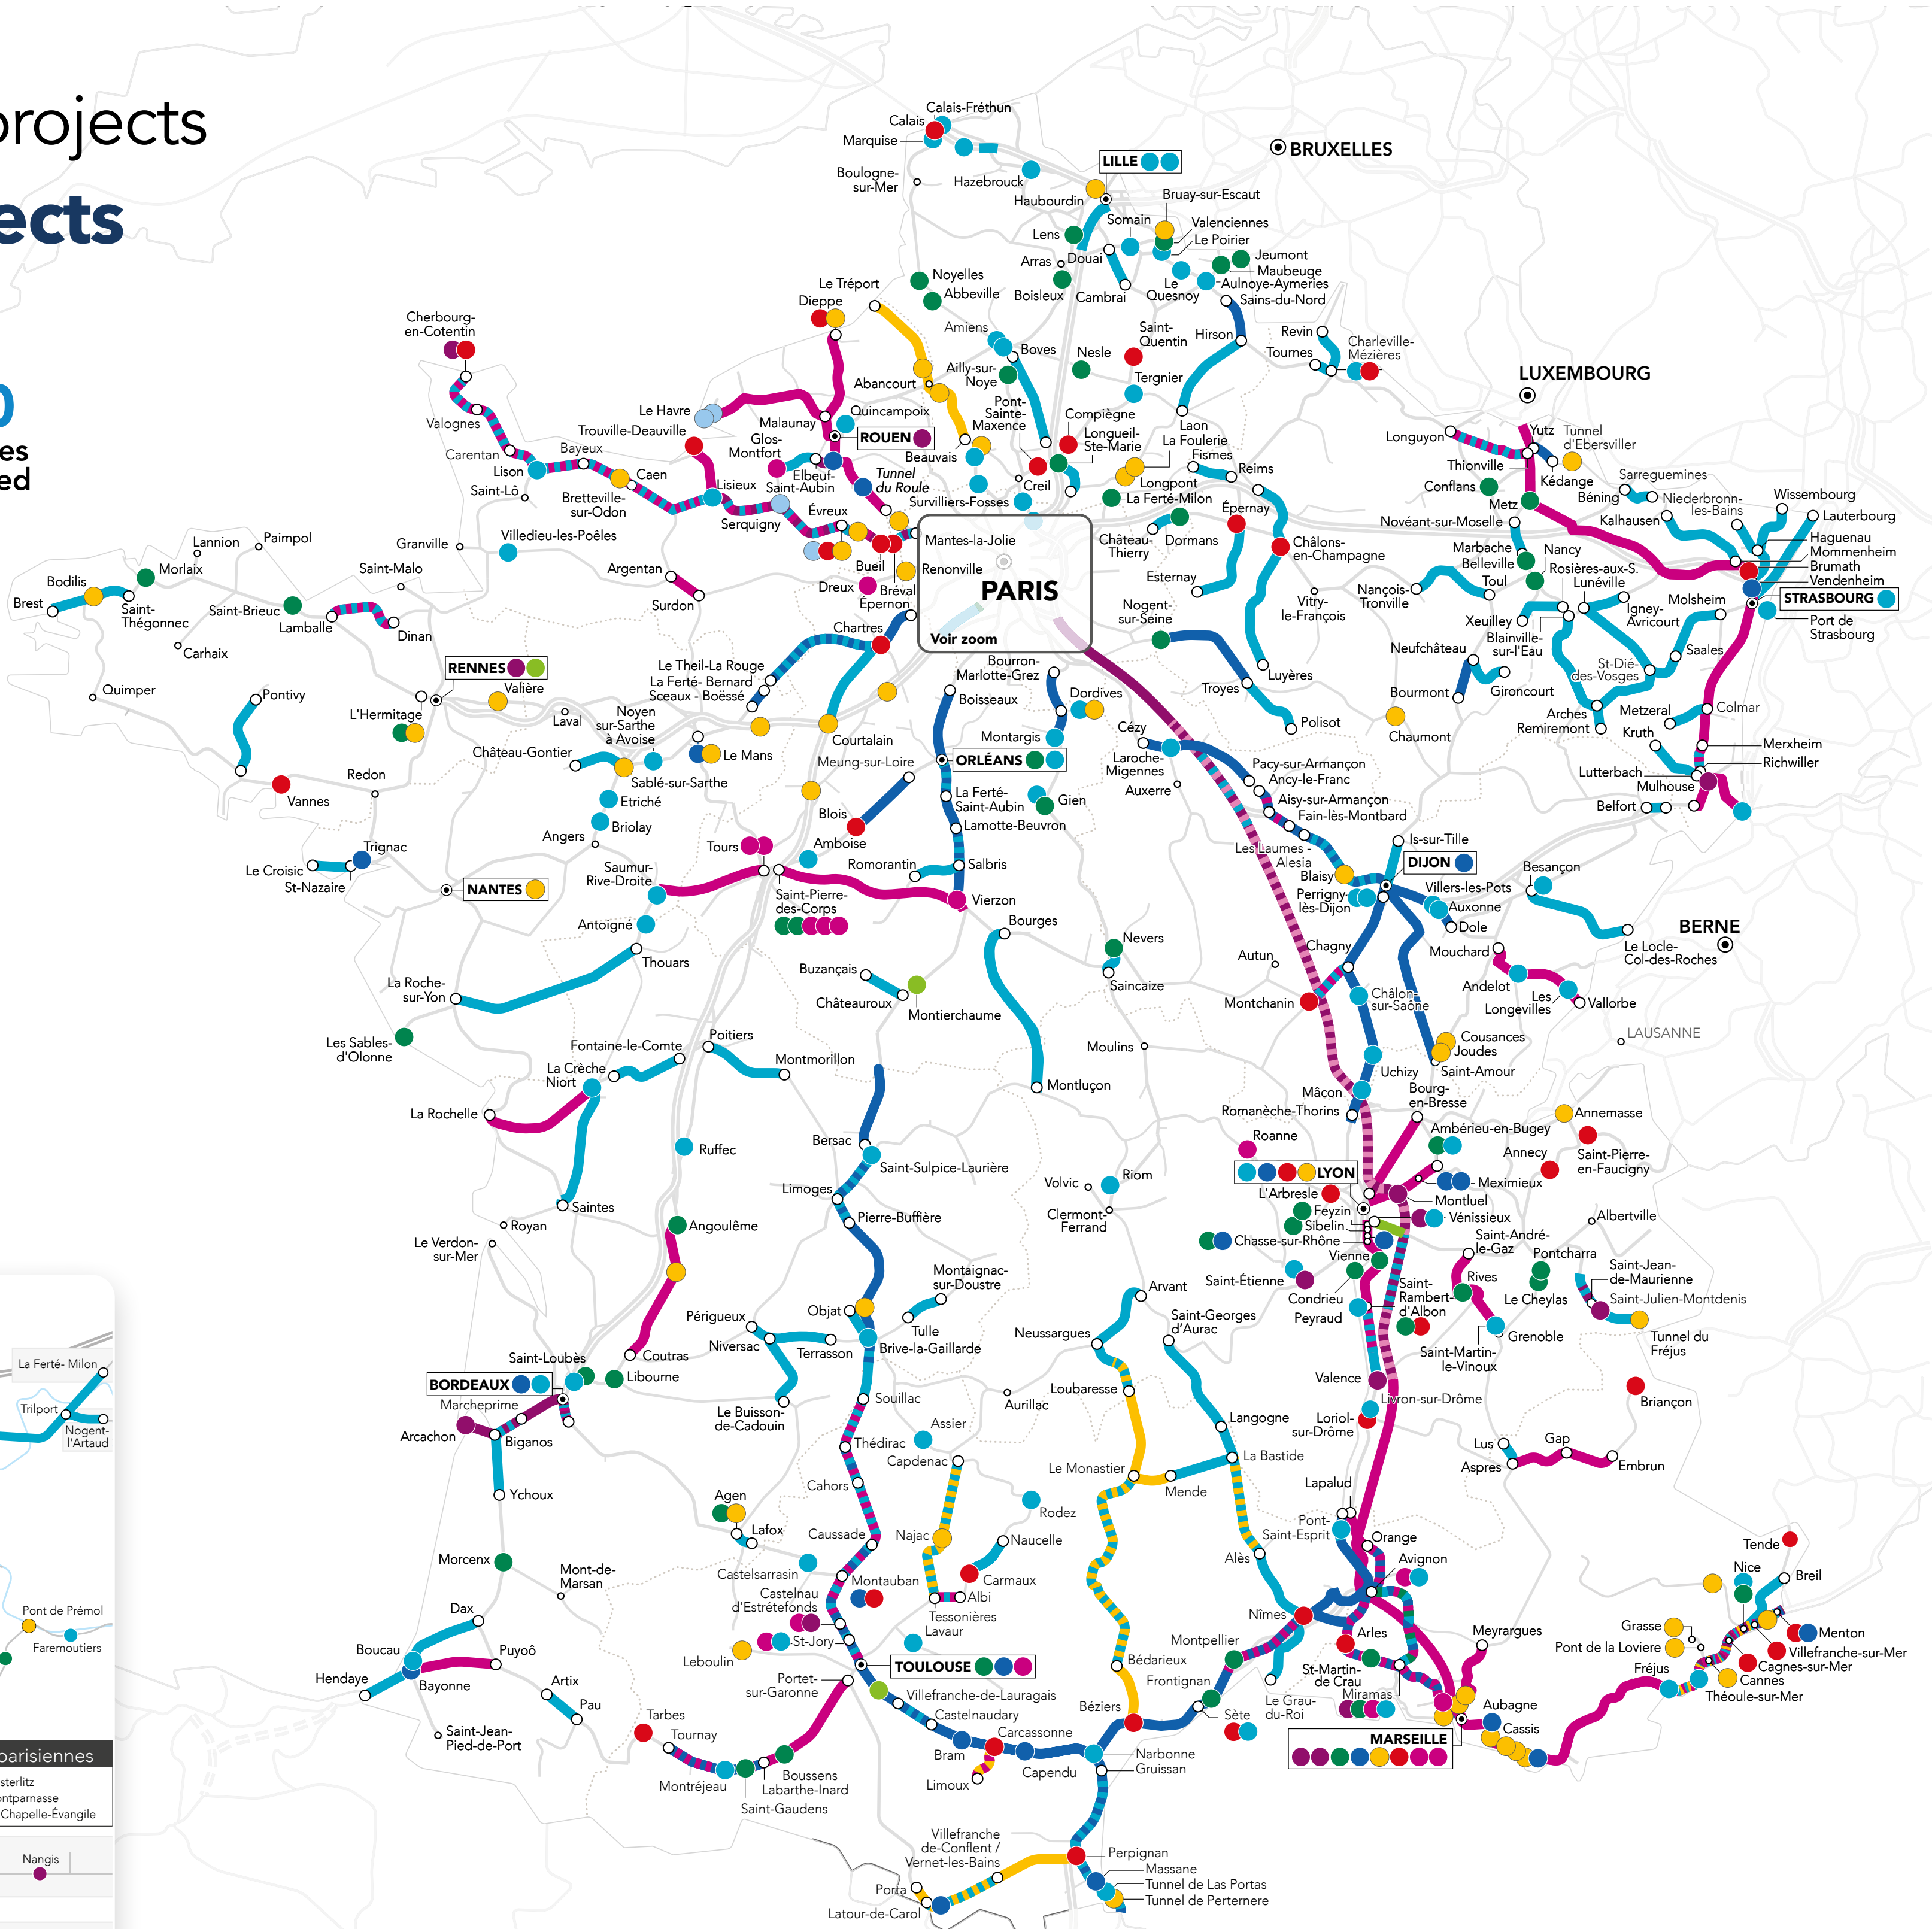 projects
ects
0
es
ed
Calais-Fréthun
Calais
Marquise
Boulogne-
sur-Mer
Hazebrouck
LILLE
Haubourdin
BRUXELLES
Bruay-sur-Escaut
Somain
Valenciennes
Le Poirier
Lens
Arras
Douai
Jeumont
Maubeuge
Aulnoye-Aymeries
Le
Quesnoy
Boisleux
Cambrai
Sains-du-Nord
Noyelles
Abbeville
Le Tréport
Dieppe
Cherbourg-
en-Cotentin
Amiens
Boves
Nesle
Saint-
Quentin
Hirson
Revin
Tournes
Charleville-
Mézières
LUXEMBOURG
Abancourt
Ailly-sur-
Noye
Tergnier
Pont-
Sainte-
Maxence
Compiègne
Longueil-
Ste-Marie
Laon
La Foulerie
Fismes
Reims
Valognes
Carentan
Lison
Bayeux
Caen
Saint-Lô
Bretteville-
sur-Odon
Le Havre
Trouville-Deauville
Malaunay
Glos-
Montfort
Quincampoix
ROUEN
Elbeuf-
Saint-Aubin
Tunnel
du Roule
Beauvais
Creil
Survilliers-Fosses
Longpont
La Ferté-Milon
Lisieux
Serquigny
Évreux
Épernay
Longuyon
Yutz
Tunnel
d'Ebersviller
Thionville
Kédange
Conflans
Metz
Béning
Sarreguemines
Niederbronn-
les-Bains
Wissembourg
Lauterbourg
Kalhausen
Novéant-sur-Moselle
Haguenau
Mommenheim
Brumath
Vendenheim
STRASBOURG
Port de
Strasbourg
Marbache
Belleville
Nancy
Rosières-aux-S.
Lunéville
Toul
Nançois-
Tronville
Igney-
Avricourt
Molsheim
Xeuilley
Blainville-
sur-l'Eau
Saales
St-Dié-
des-Vosges
Neufchâteau
Gironcourt
Bourmont
Arches
Remiremont
Metzeral
Colmar
Kruth
Merxheim
Richwiller
Lutterbach
Mulhouse
Belfort
Chaumont
Lannion
Paimpol
Granville
Villedieu-les-Poêles
Morlaix
Bodilis
Brest
Saint-
Thégonnec
Saint-Malo
Saint-Brieuc
Lamballe
Dinan
Carhaix
Quimper
Pontivy
Argentan
Surdon
Mantes-la-Jolie
Renonville
Bueil
Dreux
Bréval
Épernon
Chartres
PARIS
Voir zoom
Château-
Thierry
Dormans
Châlons-
en-Champagne
Esternay
Nogent-
sur-Seine
Vitry-
le-François
Luyères
Troyes
Polisot
RENNES
Valière
L'Hermitage
Laval
Le Theil-La Rouge
La Ferté- Bernard
Sceaux - Boëssé
Noyen
sur-Sarthe
à Avoise
Château-Gontier
Le Mans
Sablé-sur-Sarthe
Courtalain
Meung-sur-Loire
Bourron-
Marlotte-Grez
Boisseaux
Dordives
Montargis
ORLÉANS
Cézy
Laroche-
Migennes
Auxerre
Pacy-sur-Armançon
Ancy-le-Franc
Aisy-sur-Armançon
Fain-lès-Montbard
Les Laumes -
Alesia
Blaisy
Perrigny-
lès-Dijon
Is-sur-Tille
DIJON
Villers-les-Pots
Auxonne
Dole
Besançon
Le Locle-
Col-des-Roches
BERNE
Vannes
Redon
Etriché
Briolay
Angers
Blois
Amboise
La Ferté-
Saint-Aubin
Lamotte-Beuvron
Gien
Trignac
Le Croisic
St-Nazaire
NANTES
Saumur-
Rive-Droite
Tours
Saint-Pierre-
des-Corps
Romorantin
Salbris
Vierzon
Antoigné
Thouars
Bourges
Nevers
Saincaize
Autun
Chagny
Mouchard
Andelot
Les
Longevilles
Vallorbe
Montchanin
Châlon-
sur-Saône
LAUSANNE
La Roche-
sur-Yon
Buzançais
Châteauroux
Montierchaume
Les Sables-
d'Olonne
Fontaine-le-Comte
Poitiers
Montmorillon
La Crèche
Niort
Moulins
Montluçon
Cousances
Joudes
Saint-Amour
Uchizy
Mâcon
Bourg-
en-Bresse
Romanèche-Thorins
La Rochelle
Ruffec
Bersac
Saint-Sulpice-Laurière
Annemasse
Ambérieu-en-Bugey
Annecy
Saint-Pierre-
en-Faucigny
Roanne
LYON
Meximieux
Montluel
Limoges
Pierre-Buffière
Volvic
Riom
Clermont-
Ferrand
L'Arbresle
Feyzin
Sibelin
Vénissieux
Albertville
Saintes
Royan
Le Verdon-
sur-Mer
Angoulême
Chasse-sur-Rhône
Vienne
Saint-André-
le-Gaz
Pontcharra
Saint-Jean-
de-Maurienne
Saint-Étienne
Condrieu
Peyraud
Saint-
Rambert-
d'Albon
Rives
Le Cheylas
Saint-Julien-Montdenis
Montaignac-
sur-Doustre
Arvant
Objat
Périgueux
Niversac
Terrasson
Tulle
Brive-la-Gaillarde
Neussargues
Saint-Georges
d'Aurac
Saint-Martin-
le-Vinoux
Grenoble
Tunnel du
Fréjus
Coutras
Saint-Loubès
Libourne
BORDEAUX
Marcheprime
Arcachon
Biganos
Le Buisson-
de-Cadouin
Souillac
Aurillac
Loubaresse
Valence
Livron-sur-Drôme
Loriol-
sur-Drôme
Briançon
La Ferté- Milon
Trilport
Nogent-
l'Artaud
Assier
Thédirac
Capdenac
Langogne
La Bastide
Lus
Gap
Aspres
Embrun
Ychoux
Cahors
Le Monastier
Mende
Lapalud
Pont-
Saint-Esprit
Agen
Lafox
Rodez
Caussade
Najac
Naucelle
Orange
Avignon
Alès
Tende
Nice
Breil
Morcenx
Mont-de-
Marsan
Castelsarrasin
Montauban
Carmaux
Castelnau
d'Estrétefonds
Albi
Tessonières
Lavaur
Nîmes
Pont de Prémol
Faremoutiers
Dax
Boucau
Puyoô
Hendaye
Bayonne
St-Jory
Leboulin
Montpellier
Arles
Meyrargues
Grasse
Pont de la Loviere
Menton
Villefranche-sur-Mer
Cagnes-sur-Mer
Cannes
Théoule-sur-Mer
Fréjus
TOULOUSE
Portet-
sur-Garonne
Bédarieux
Frontignan
Le Grau-
du-Roi
St-Martin-
de Crau
Miramas
Artix
Pau
Tarbes
Tournay
Saint-Jean-
Pied-de-Port
Villefranche-de-Lauragais
Castelnaudary
Carcassonne
Bram
Béziers
Sète
Aubagne
Cassis
MARSEILLE
Limoux
Capendu
Narbonne
Gruissan
Montréjeau
Boussens
Labarthe-Inard
Saint-Gaudens
parisiennes
sterlitz
ontparnasse
Chapelle-Évangile
Nangis
Villefranche
de-Conflent /
Vernet-les-Bains
Perpignan
Massane
Tunnel de Las Portas
Tunnel de Perternere
Porta
Latour-de-Carol